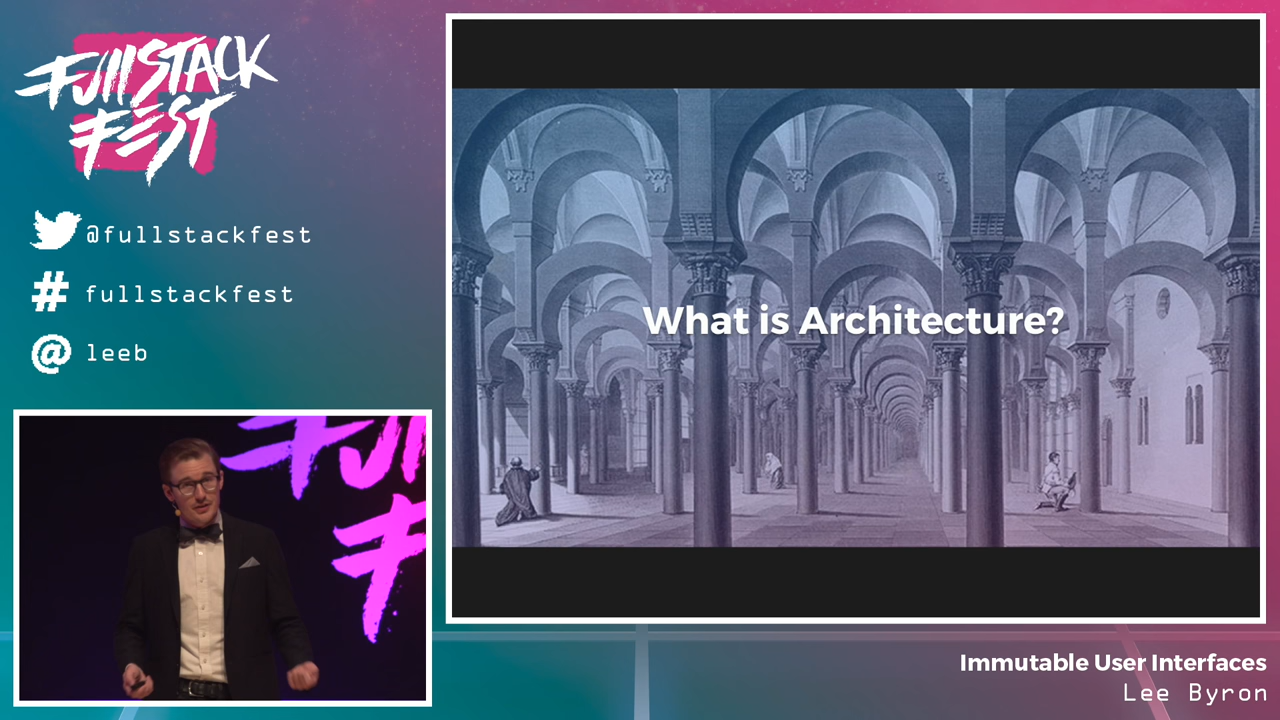 FullStack
Fest
@fullstackfest
# fullstackfest
@ leeb
What is Architecture?
Immutable User Interfaces
Lee Byron